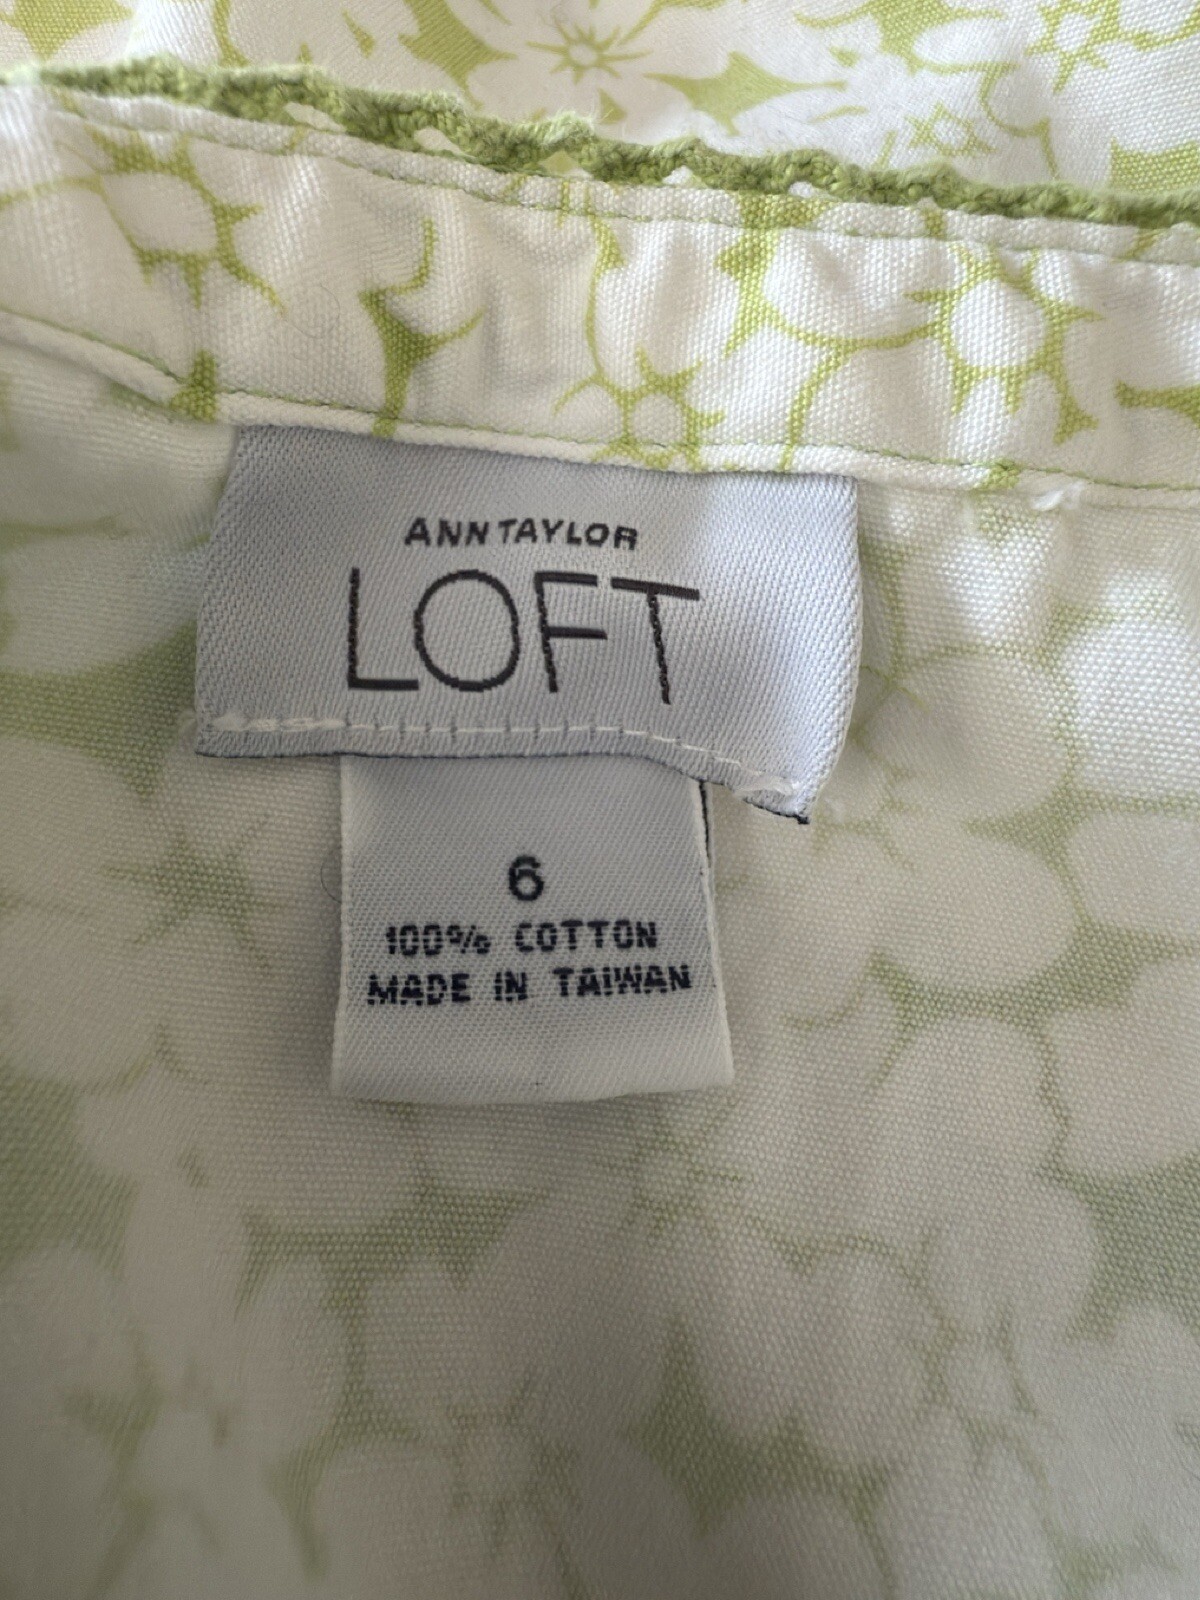 ANN TAYLOR
LOFT
6
100% COTTON
MADE IN TAIWAN